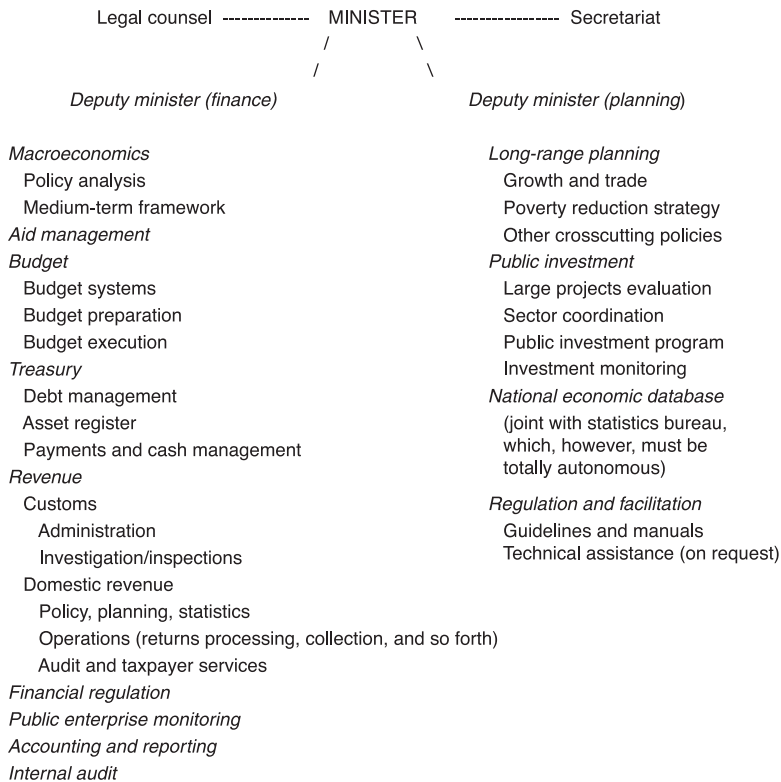 Legal counsel -------------- MINISTER ----------------- Secretariat
/ \
/ \
Deputy minister (finance)
Macroeconomics
Policy analysis
Medium-term framework
Aid management
Budget
Budget systems
Budget preparation
Budget execution
Treasury
Debt management
Asset register
Payments and cash management
Revenue
Customs
Administration
Investigation/inspections
Domestic revenue
Policy, planning, statistics
Operations (returns processing, collection, and so forth)
Audit and taxpayer services
Financial regulation
Public enterprise monitoring
Accounting and reporting
Internal audit
Deputy minister (planning)
Long-range planning
Growth and trade
Poverty reduction strategy
Other crosscutting policies
Public investment
Large projects evaluation
Sector coordination
Public investment program
Investment monitoring
National economic database
(joint with statistics bureau,
which, however, must be
totally autonomous)
Regulation and facilitation
Guidelines and manuals
Technical assistance (on request)